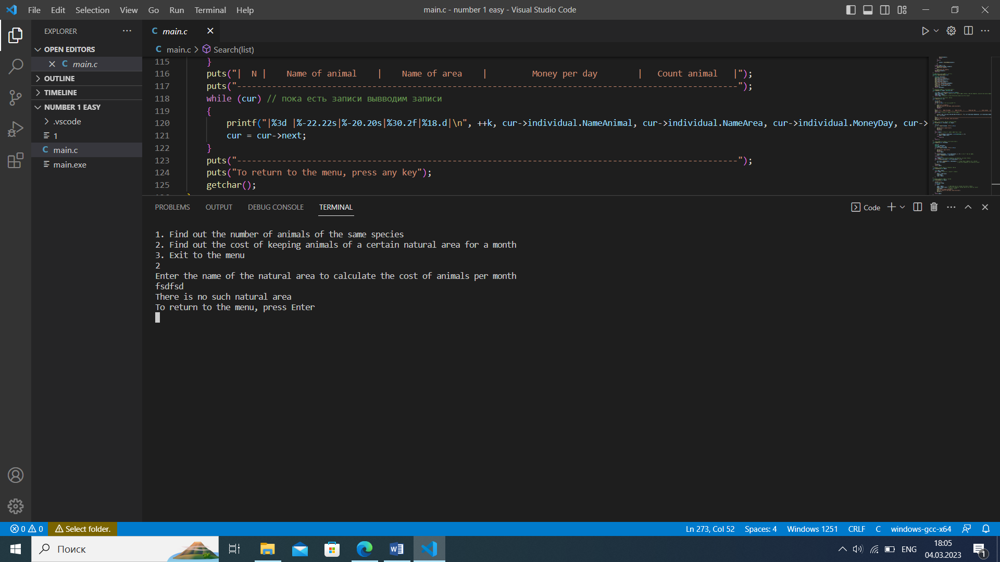 File Edit Selection View Go Run Terminal Help
main.c - number 1 easy - Visual Studio Code
EXPLORER
OPEN EDITORS
C main.c
OUTLINE
TIMELINE
NUMBER 1 EASY
.vscode
1
C main.c
main.exe
C main.c
C main.c > Search(list)
115 }
116 puts("|  N |    Name of animal    |    Name of area    |         Money per day        |   Count animal   |");
117 puts("----------------------------------------------------------------------------------------------------");
118 while (cur) // пока есть записи вывводим записи
119 {
120 printf("|%3d |%-22.22s|%-20.20s|%30.2f|%18.d|\n", ++k, cur->individual.NameAnimal, cur->individual.NameArea, cur->individual.MoneyDay, cur->
121 cur = cur->next;
122 }
123 puts("----------------------------------------------------------------------------------------------------");
124 puts("To return to the menu, press any key");
125 getchar();
PROBLEMS OUTPUT DEBUG CONSOLE TERMINAL
Code
1. Find out the number of animals of the same species
2. Find out the cost of keeping animals of a certain natural area for a month
3. Exit to the menu
2
Enter the name of the natural area to calculate the cost of animals per month
fsdfsd
There is no such natural area
To return to the menu, press Enter
0 0 Select folder.
Ln 273, Col 52 Spaces: 4 Windows 1251 CRLF C windows-gcc-x64
Поиск
ENG
18:05
04.03.2023
1